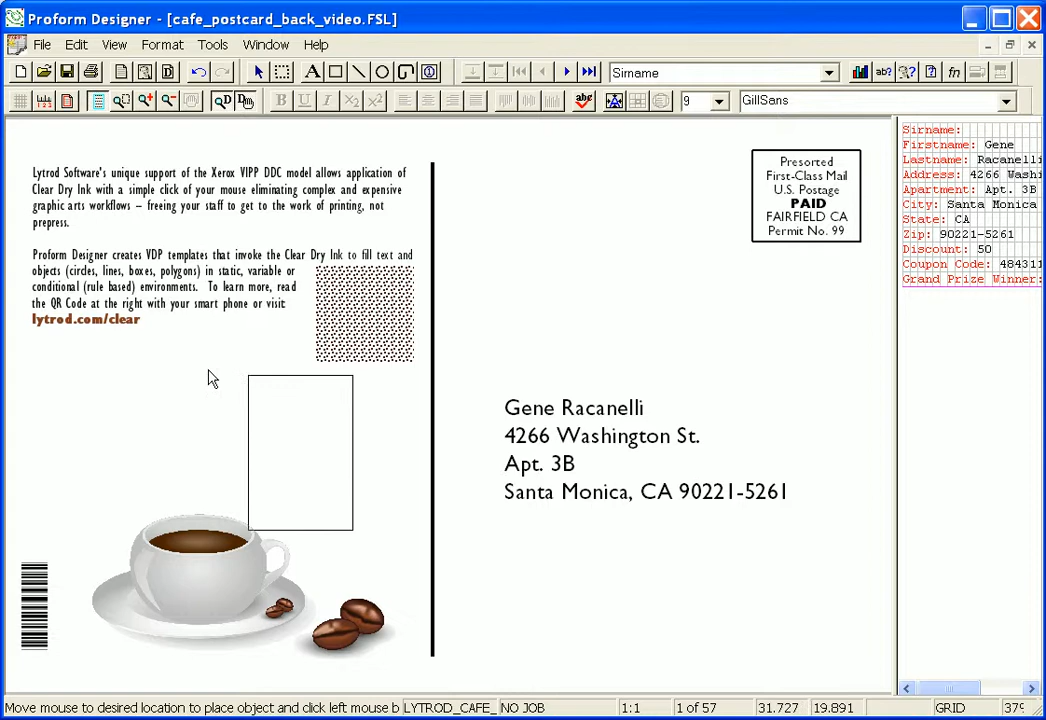 Proform Designer - [cafe_postcard_back_video.FSL]
File Edit View Format Tools Window Help
Sirname
abc 9 GillSans
Lytrod Software's unique support of the Xerox VIPP DDC model allows application of
Clear Dry Ink with a simple click of your mouse eliminating complex and expensive
graphic arts workflows – freeing your staff to get to the work of printing, not
prepress.
Proform Designer creates VDP templates that invoke the Clear Dry Ink to fill text and
objects (circles, lines, boxes, polygons) in static, variable or
conditional (rule based) environments. To learn more, read
the QR Code at the right with your smart phone or visit:
lytrod.com/clear
Presorted
First-Class Mail
U.S. Postage
PAID
FAIRFIELD CA
Permit No. 99
Gene Racanelli
4266 Washington St.
Apt. 3B
Santa Monica, CA 90221-5261
Sirname:
Firstname: Gene
Lastname: Racanelli
Address: 4266 Washi
Apartment: Apt. 3B
City: Santa Monica
State: CA
Zip: 90221-5261
Discount: 50
Coupon Code: 484311
Grand Prize Winner:
Move mouse to desired location to place object and click left mouse b LYTROD_CAFE_ NO JOB 1:1 1 of 57 31.727 19.891 GRID 379